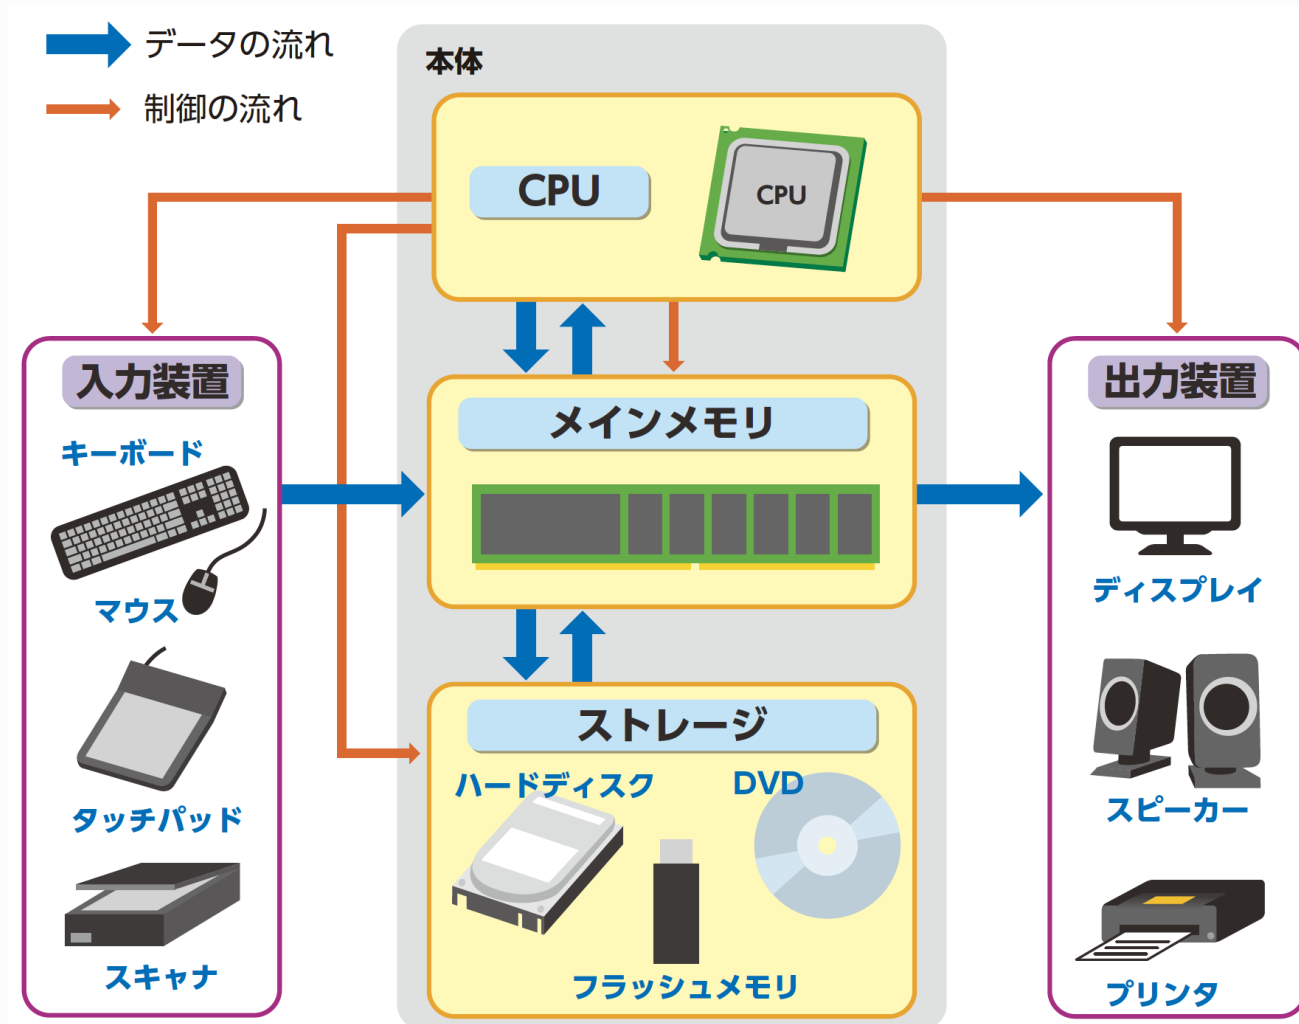 データの流れ
制御の流れ
本体
CPU
CPU
入力装置
キーボード
マウス
タッチパッド
スキャナ
メインメモリ
ストレージ
ハードディスク
DVD
フラッシュメモリ
出力装置
ディスプレイ
スピーカー
プリンタ